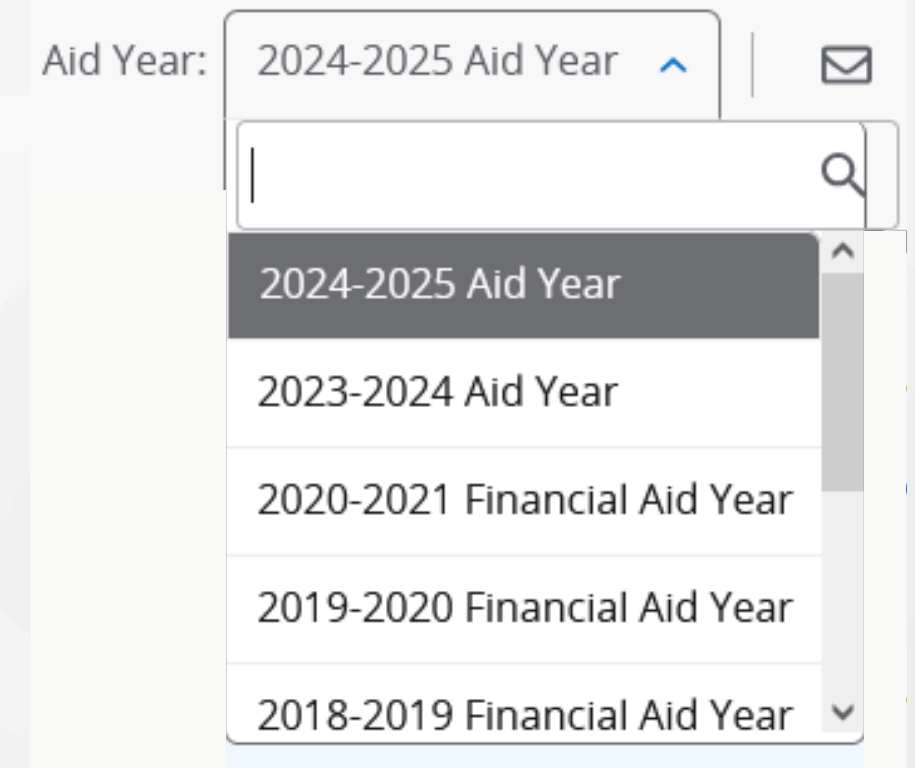 Aid Year: 2024-2025 Aid Year
2024-2025 Aid Year
2023-2024 Aid Year
2020-2021 Financial Aid Year
2019-2020 Financial Aid Year
2018-2019 Financial Aid Year